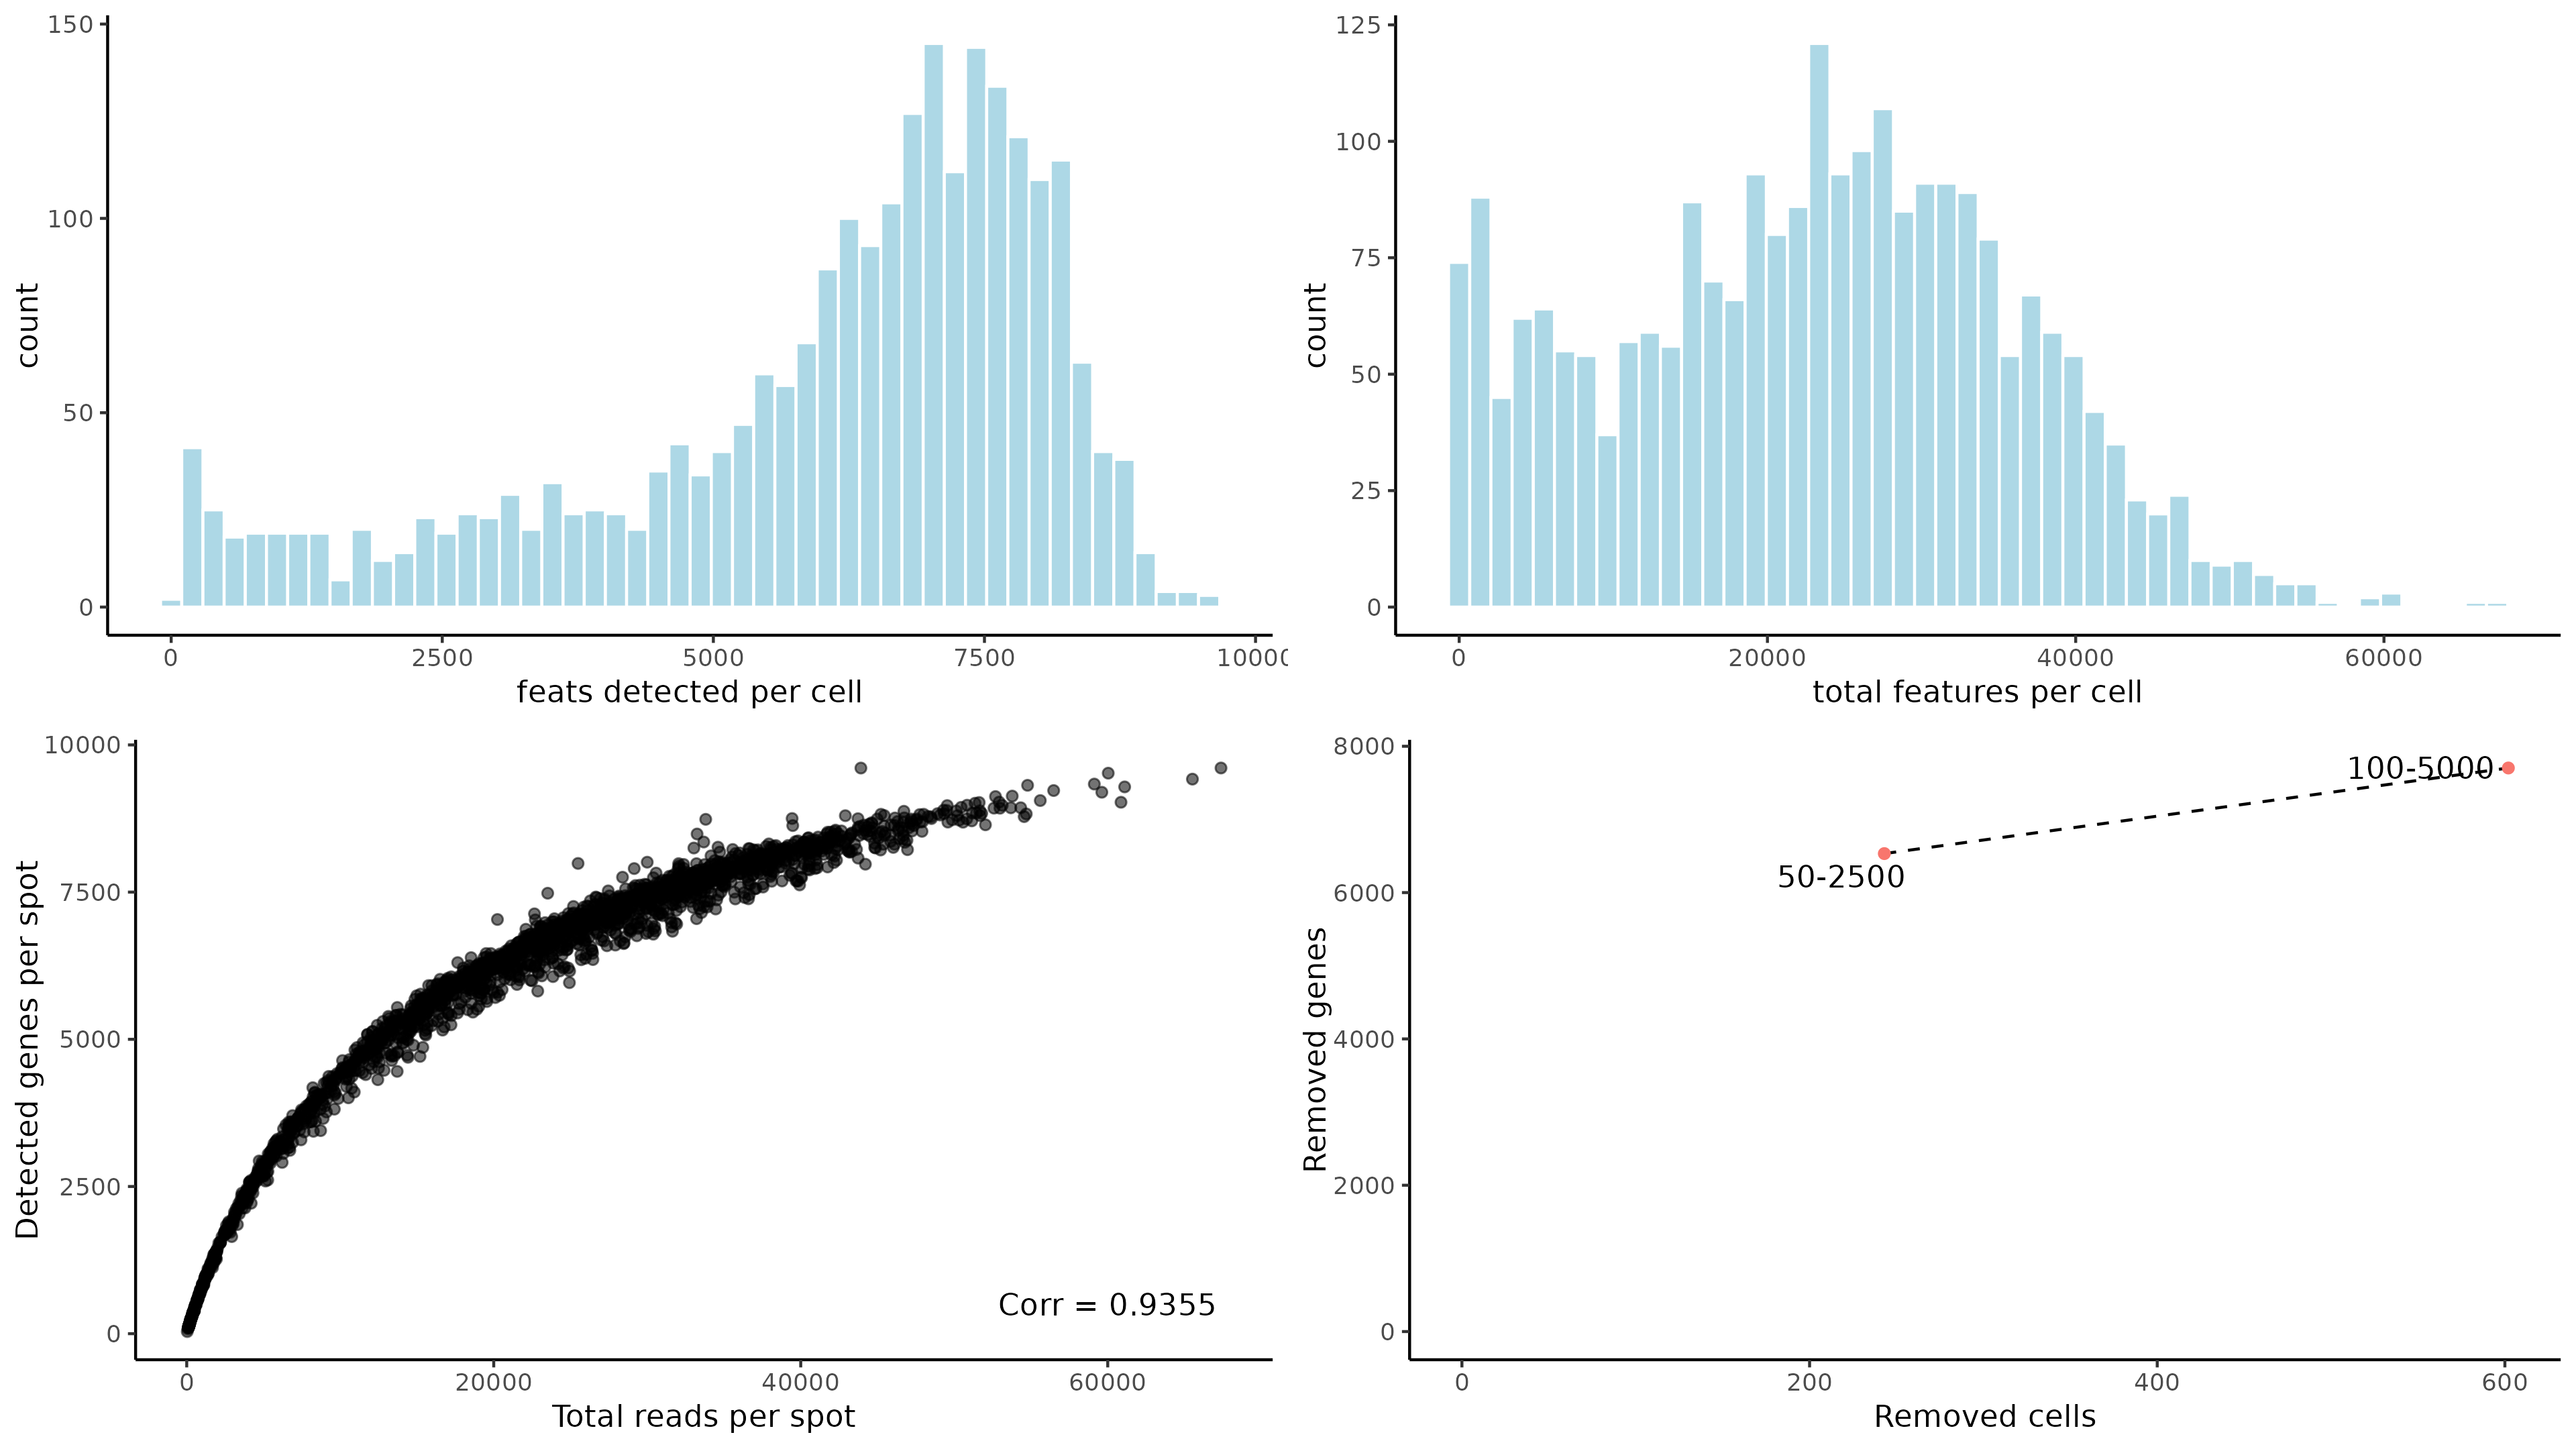 150
100
50
0
count
0 2500 5000 7500 10000
feats detected per cell
125
100
75
50
25
0
count
0 20000 40000 60000
total features per cell
10000
7500
5000
2500
0
Detected genes per spot
Corr = 0.9355
0 20000 40000 60000
Total reads per spot
8000
6000
4000
2000
0
Removed genes
100-5000
50-2500
0 200 400 600
Removed cells